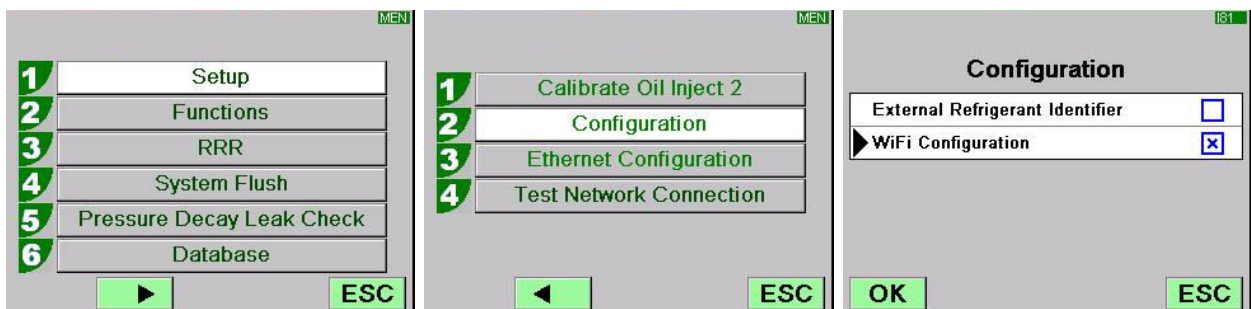 MEN
1 Setup
2 Functions
3 RRR
4 System Flush
5 Pressure Decay Leak Check
6 Database
ESC
MEN
1 Calibrate Oil Inject 2
2 Configuration
3 Ethernet Configuration
4 Test Network Connection
ESC
I81
Configuration
External Refrigerant Identifier
WiFi Configuration
OK ESC